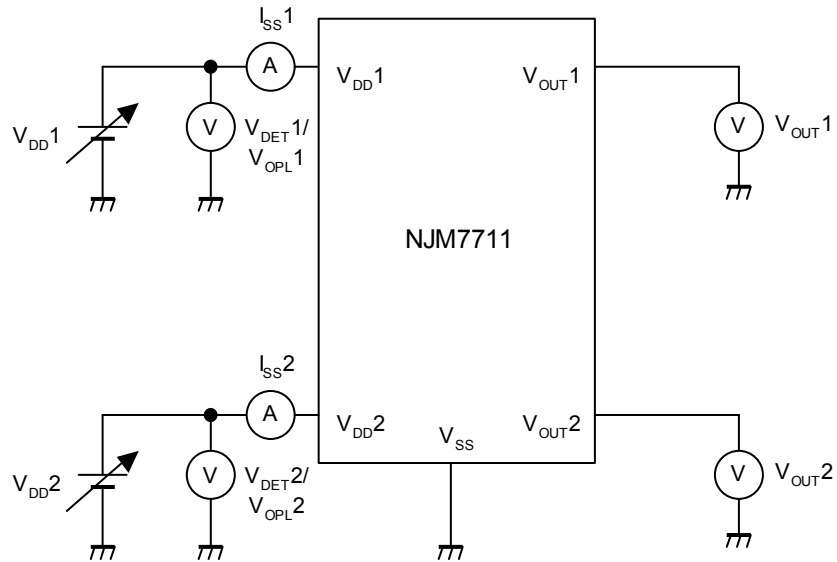 I_SS1
A
V_DD1
V_OUT1
V_DD1
V
V_DET1/
V_OPL1
V
V_OUT1
NJM7711
I_SS2
A
V_DD2
V_SS
V_OUT2
V_DD2
V
V_DET2/
V_OPL2
V
V_OUT2